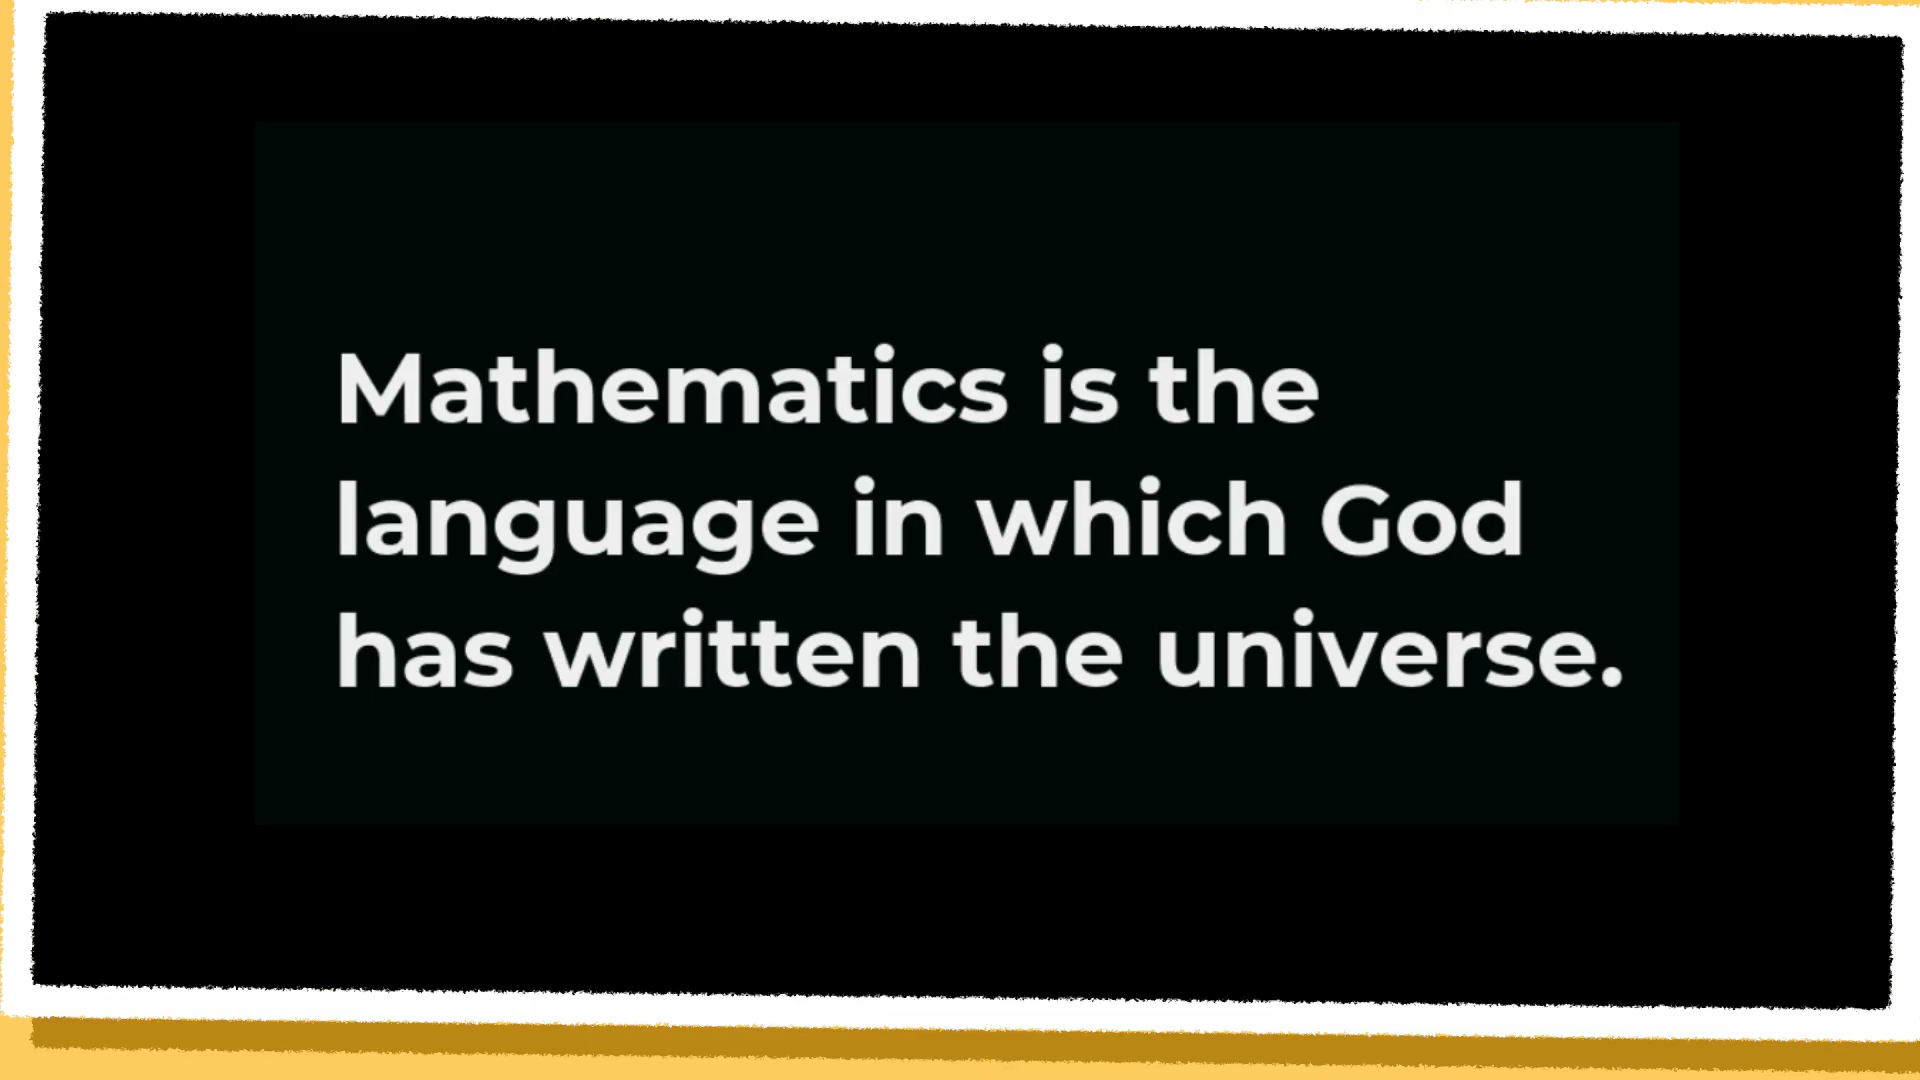 Mathematics is the
language in which God
has written the universe.